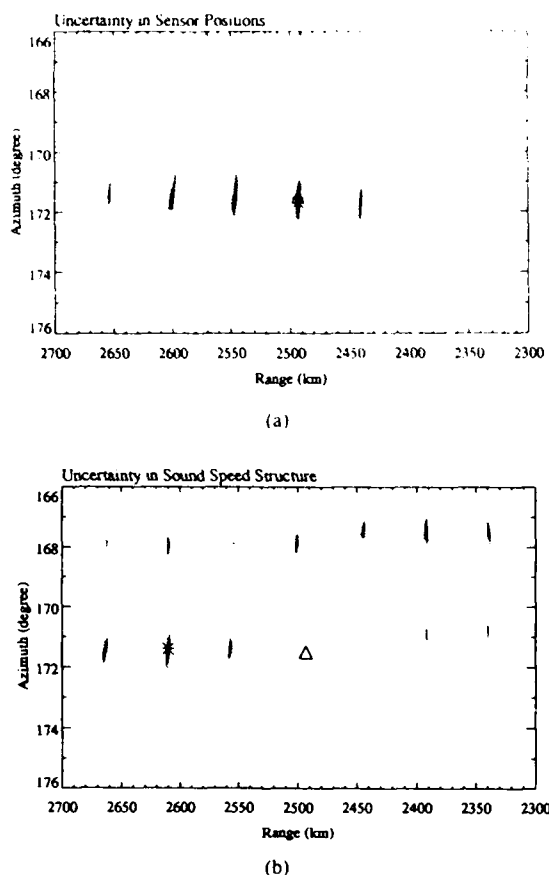 Uncertainty in Sensor Positions
166
168
170
172
174
176
Azimuth (degree)
2700 2650 2600 2550 2500 2450 2400 2350 2300
Range (km)
(a)
Uncertainty in Sound Speed Structure
166
168
170
172
174
176
Azimuth (degree)
2700 2650 2600 2550 2500 2450 2400 2350 2300
Range (km)
(b)